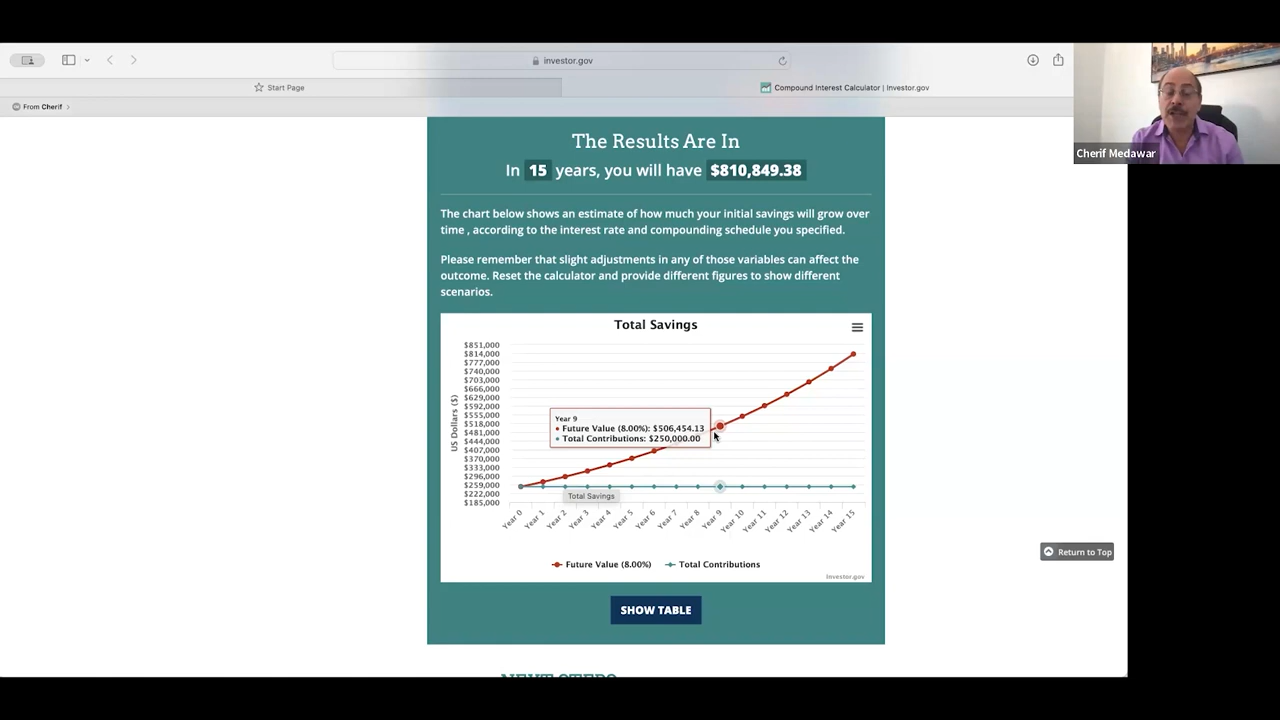 investor.gov
Start Page
Compound Interest Calculator | Investor.gov
From Cherif
Cherif Medawar
The Results Are In
In 15 years, you will have $810,849.38
The chart below shows an estimate of how much your initial savings will grow over
time , according to the interest rate and compounding schedule you specified.
Please remember that slight adjustments in any of those variables can affect the
outcome. Reset the calculator and provide different figures to show different
scenarios.
Total Savings
US Dollars ($)
$851,000
$814,000
$777,000
$740,000
$703,000
$666,000
$629,000
$592,000
$555,000
$518,000
$481,000
$444,000
$407,000
$370,000
$333,000
$296,000
$259,000
$222,000
$185,000
Year 9
Future Value (8.00%): $506,454.13
Total Contributions: $250,000.00
Total Savings
Year 0
Year 1
Year 2
Year 3
Year 4
Year 5
Year 6
Year 7
Year 8
Year 9
Year 10
Year 11
Year 12
Year 13
Year 14
Year 15
Future Value (8.00%)
Total Contributions
Investor.gov
Return to Top
SHOW TABLE
NEXT STEPS